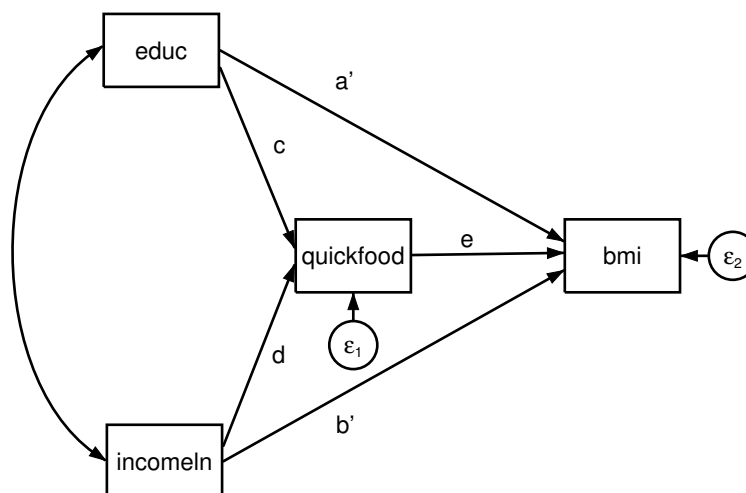 educ
a’
c
quickfood
e
bmi
ε2
ε1
d
b’
incomeln